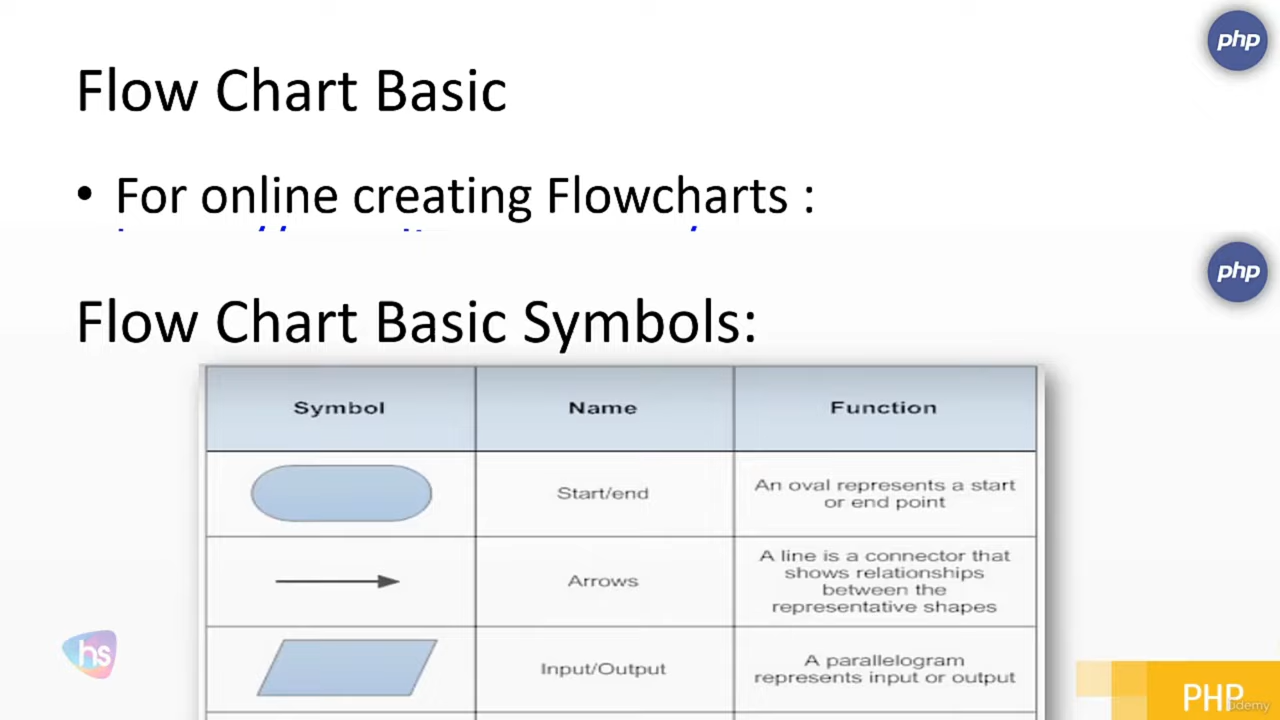 php
Flow Chart Basic
• For online creating Flowcharts :
php
Flow Chart Basic Symbols:
Symbol Name Function
Start/end
An oval represents a start
or end point
Arrows
A line is a connector that
shows relationships
between the
representative shapes
Input/Output
A parallelogram
represents input or output
hs
PHP